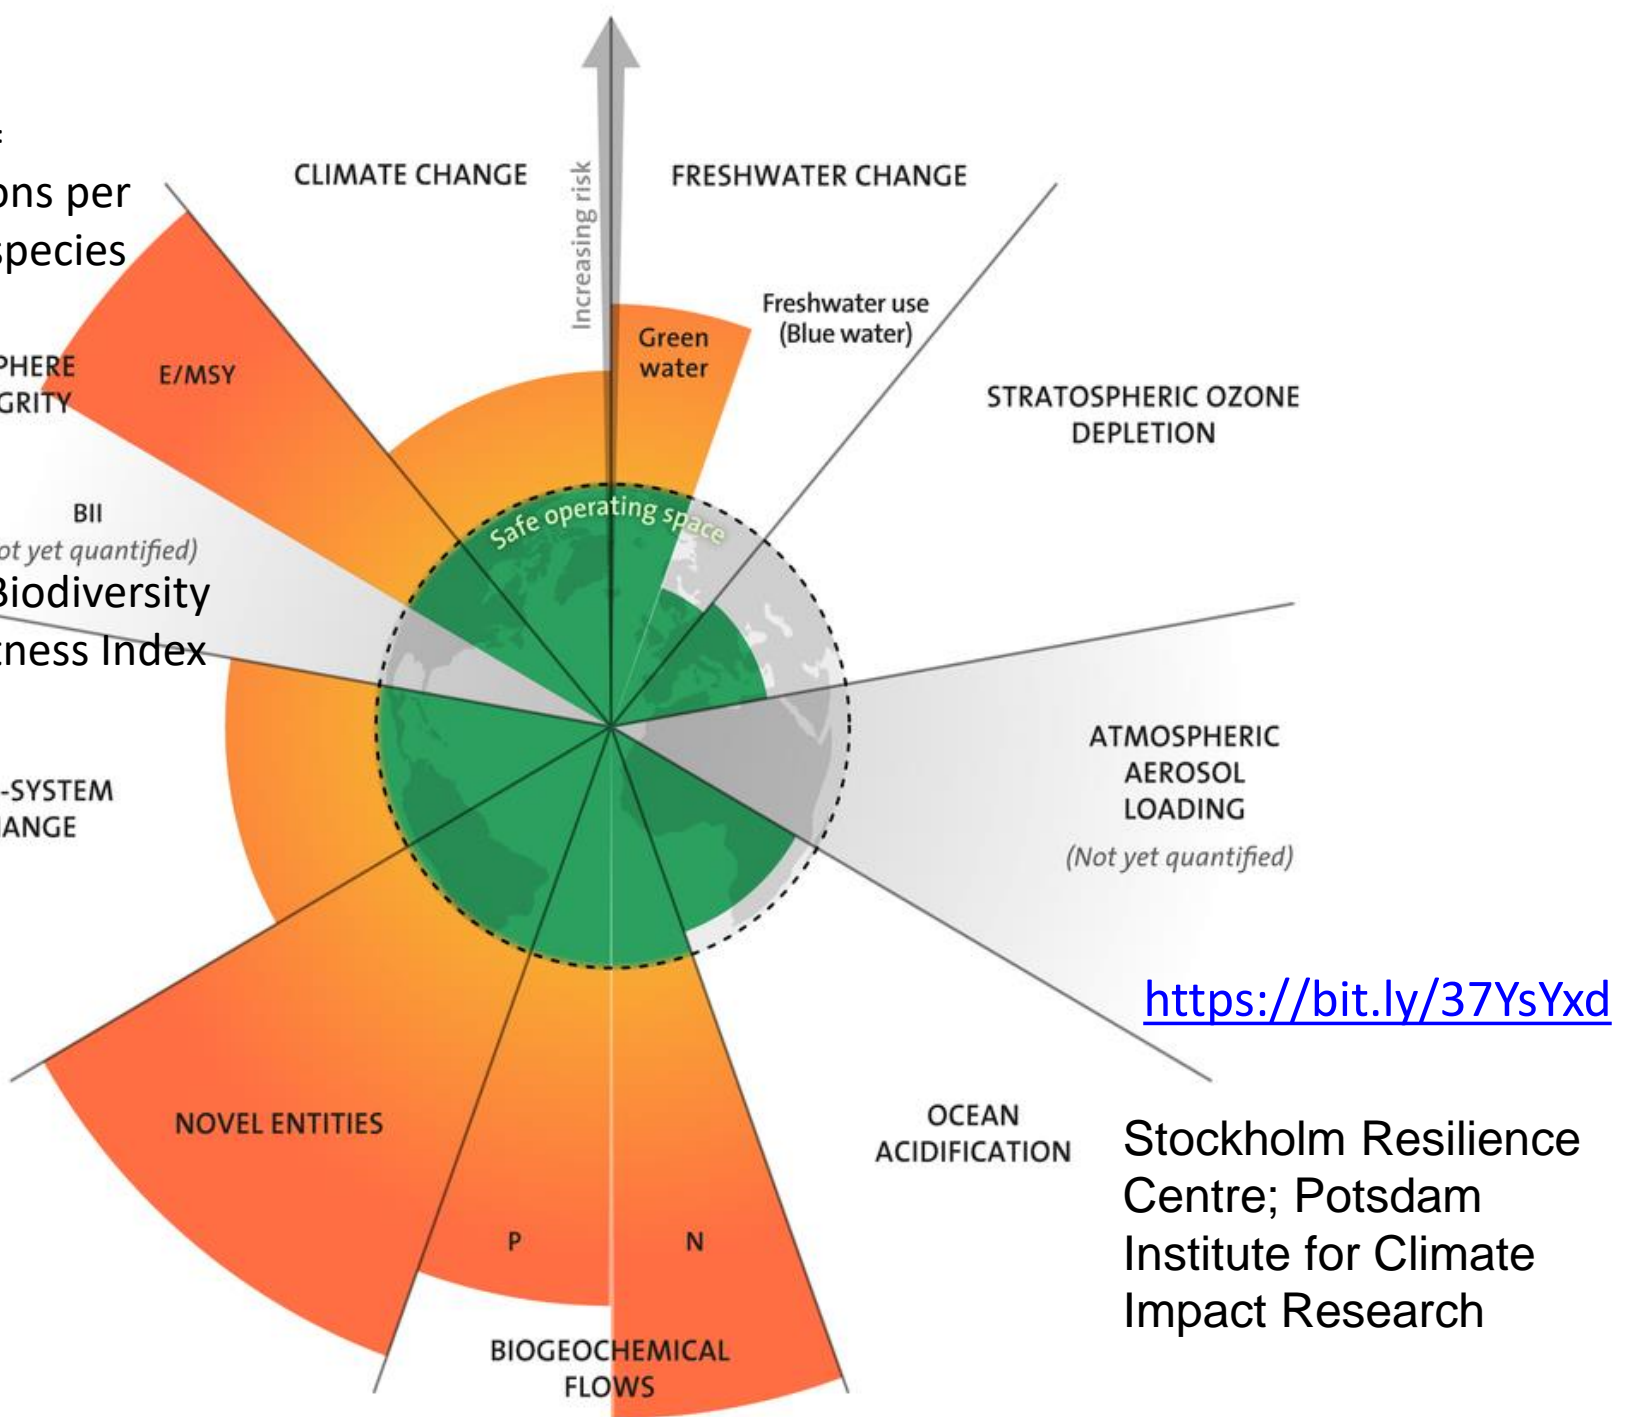 =
ons per
species
CLIMATE CHANGE
Increasing risk
FRESHWATER CHANGE
Green
water
Freshwater use
(Blue water)
STRATOSPHERIC OZONE
DEPLETION
PHERE
GRITY
E/MSY
BII
ot yet quantified)
Biodiversity
tness Index
Safe operating space
ATMOSPHERIC
AEROSOL
LOADING
(Not yet quantified)
-SYSTEM
HANGE
https://bit.ly/37YsYxd
NOVEL ENTITIES
P
N
BIOGEOCHEMICAL
FLOWS
OCEAN
ACIDIFICATION
Stockholm Resilience
Centre; Potsdam
Institute for Climate
Impact Research